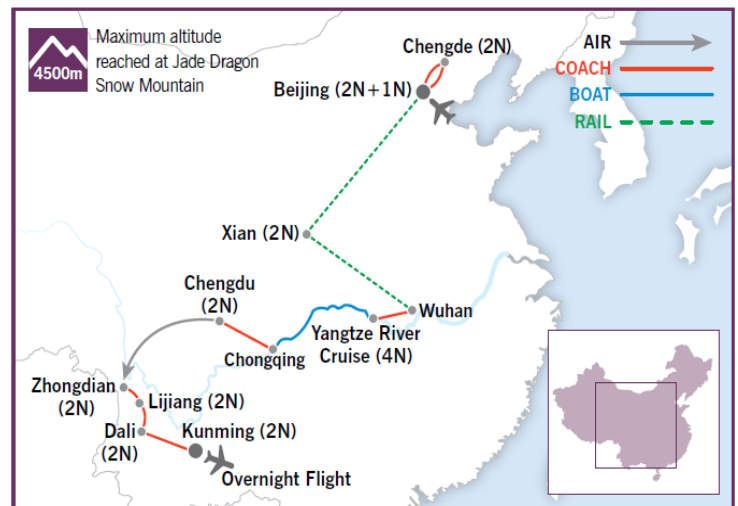 Maximum altitude
reached at Jade Dragon
Snow Mountain
4500m
AIR
COACH
BOAT
RAIL
Chengde (2N)
Beijing (2N+1N)
Xian (2N)
Wuhan
Yangtze River
Cruise (4N)
Chongqing
Chengdu
(2N)
Zhongdian
(2N)
Lijiang (2N)
Dali
(2N)
Kunming (2N)
Overnight Flight